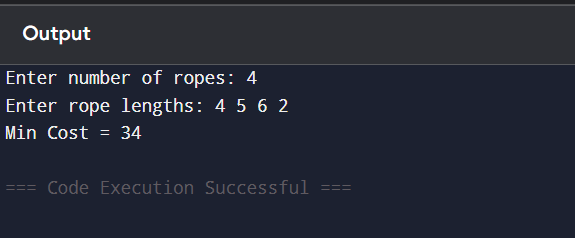 Output
Enter number of ropes: 4
Enter rope lengths: 4 5 6 2
Min Cost = 34
=== Code Execution Successful ===